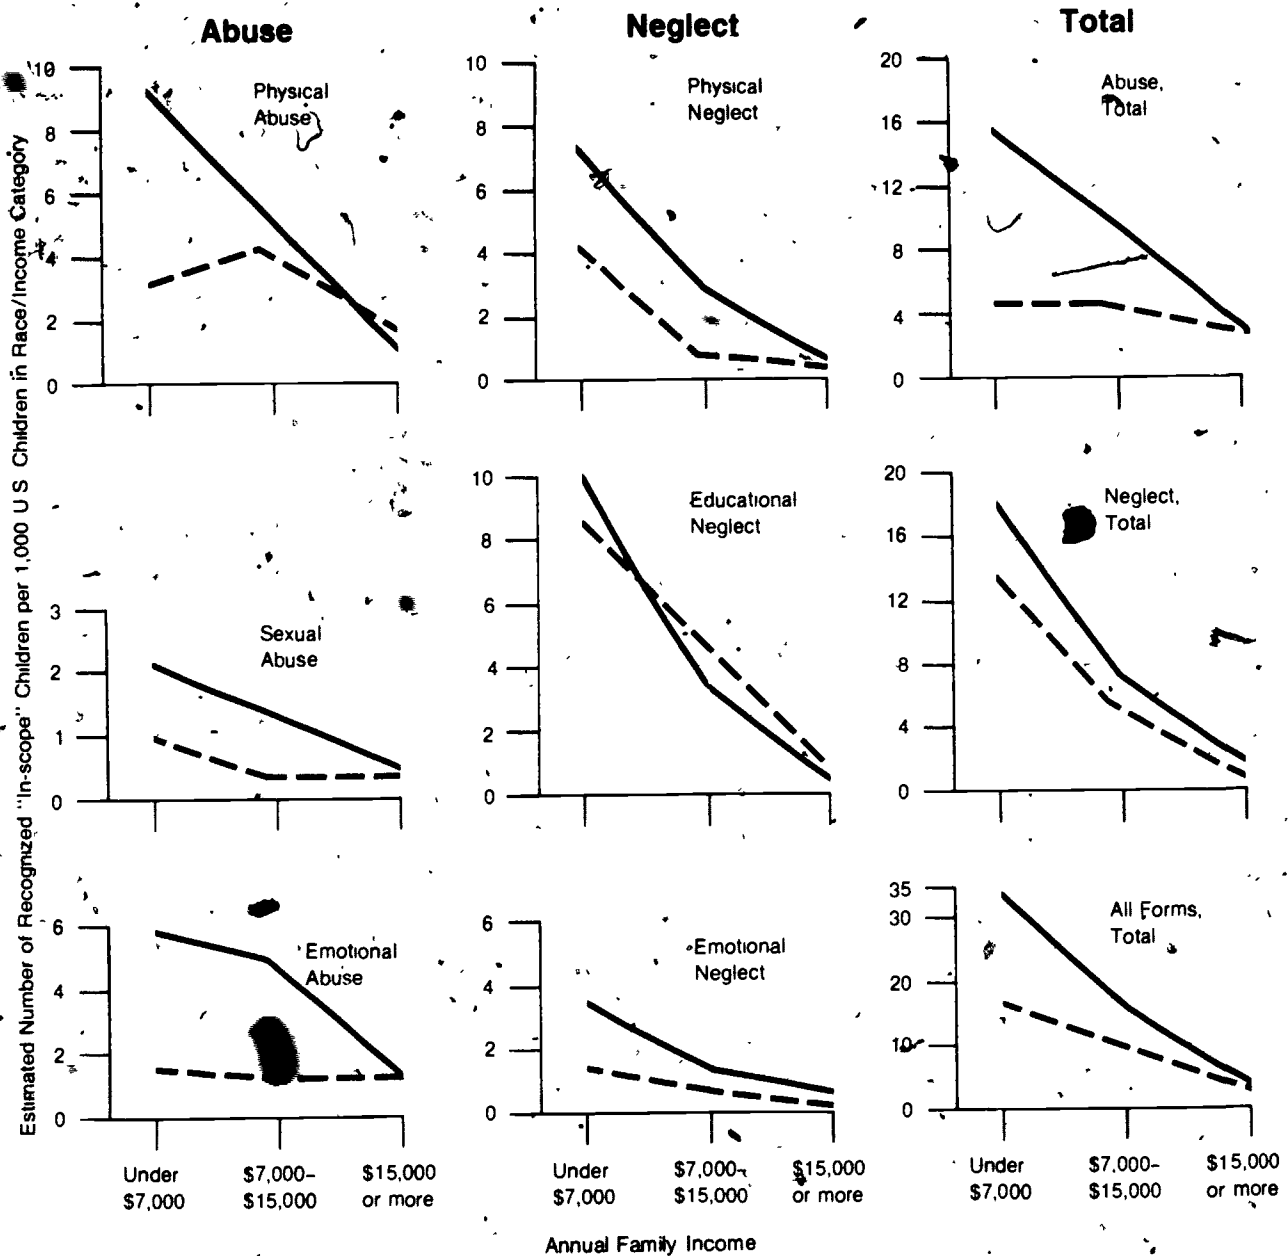 Abuse
Neglect
Total
Estimated Number of Recognized "In-scope" Children per 1,000 U S Children in Race/Income Category
10
8
6
4
2
0
Physical
Abuse
10
8
6
4
2
0
Physical
Neglect
20
16
12
8
4
0
Abuse,
Total
3
2
1
0
Sexual
Abuse
10
8
6
4
2
0
Educational
Neglect
20
16
12
8
4
0
Neglect,
Total
6
4
2
0
Emotional
Abuse
6
4
2
0
Emotional
Neglect
35
30
20
10
0
All Forms,
Total
Under
$7,000
$7,000-
$15,000
$15,000
or more
Under
$7,000
$7,000-
$15,000
$15,000
or more
Under
$7,000
$7,000-
$15,000
$15,000
or more
Annual Family Income